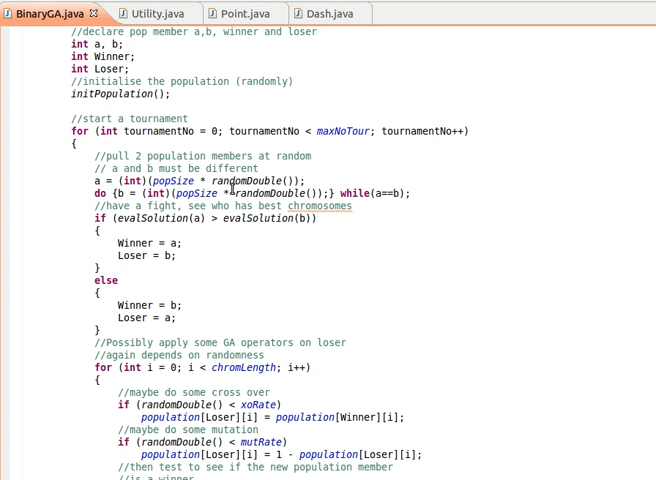 BinaryGA.java
Utility.java
Point.java
Dash.java
//declare pop member a,b, winner and loser
int a, b;
int Winner;
int Loser;
//initialise the population (randomly)
initPopulation();
//start a tournament
for (int tournamentNo = 0; tournamentNo < maxNoTour; tournamentNo++)
{
//pull 2 population members at random
// a and b must be different
a = (int)(popSize * randomDouble());
do {b = (int)(popSize * randomDouble());} while(a==b);
//have a fight, see who has best chromosomes
if (evalSolution(a) > evalSolution(b))
{
Winner = a;
Loser = b;
}
else
{
Winner = b;
Loser = a;
}
//Possibly apply some GA operators on loser
//again depends on randomness
for (int i = 0; i < chromLength; i++)
{
//maybe do some cross over
if (randomDouble() < xoRate)
population[Loser][i] = population[Winner][i];
//maybe do some mutation
if (randomDouble() < mutRate)
population[Loser][i] = 1 - population[Loser][i];
//then test to see if the new population member
//is a winner